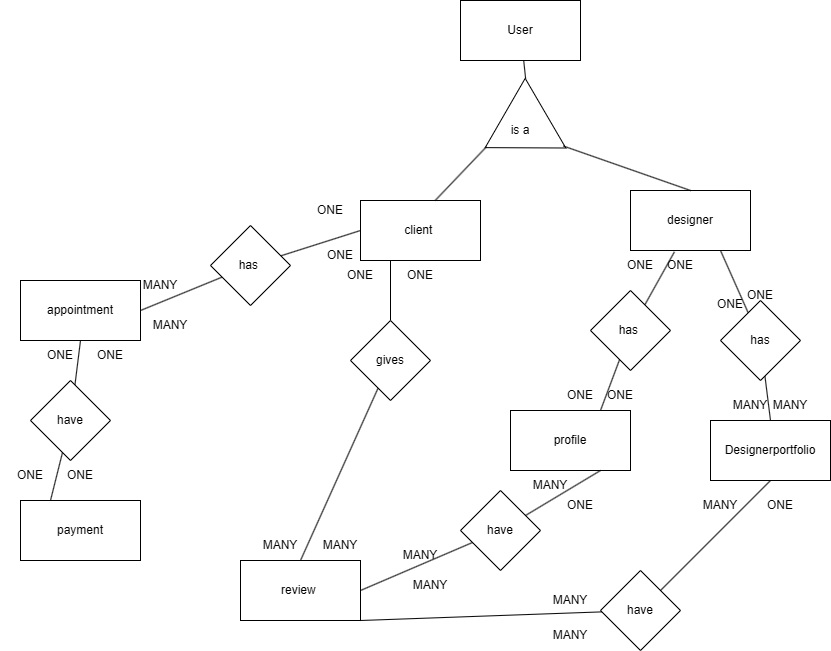 User
is a
client
designer
ONE
has
ONE
ONE
ONE
MANY
MANY
appointment
ONE
ONE
have
ONE
ONE
payment
gives
MANY
MANY
review
ONE
ONE
has
ONE
ONE
profile
MANY
ONE
have
MANY
MANY
ONE
ONE
has
MANY
MANY
Designerportfolio
MANY
ONE
have
MANY
MANY